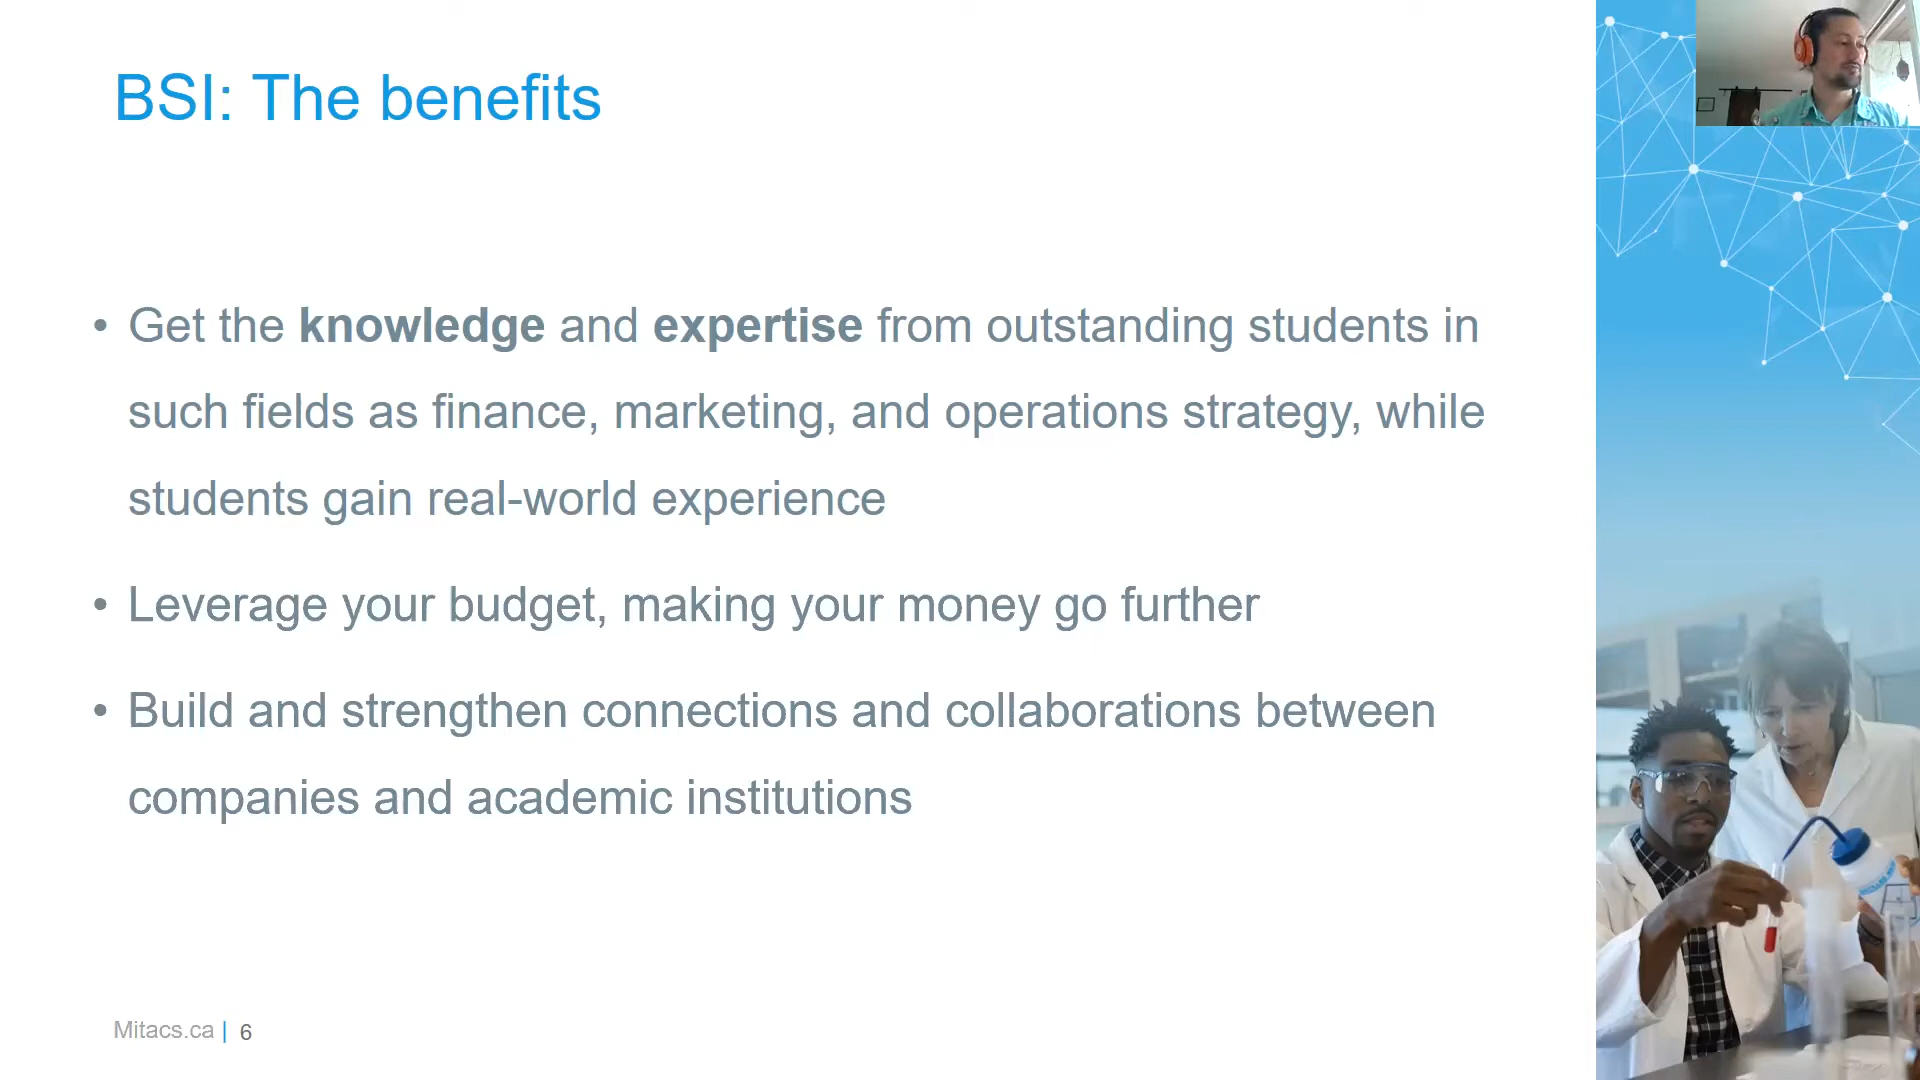 BSI: The benefits
• Get the knowledge and expertise from outstanding students in
such fields as finance, marketing, and operations strategy, while
students gain real-world experience
• Leverage your budget, making your money go further
• Build and strengthen connections and collaborations between
companies and academic institutions
Mitacs.ca | 6